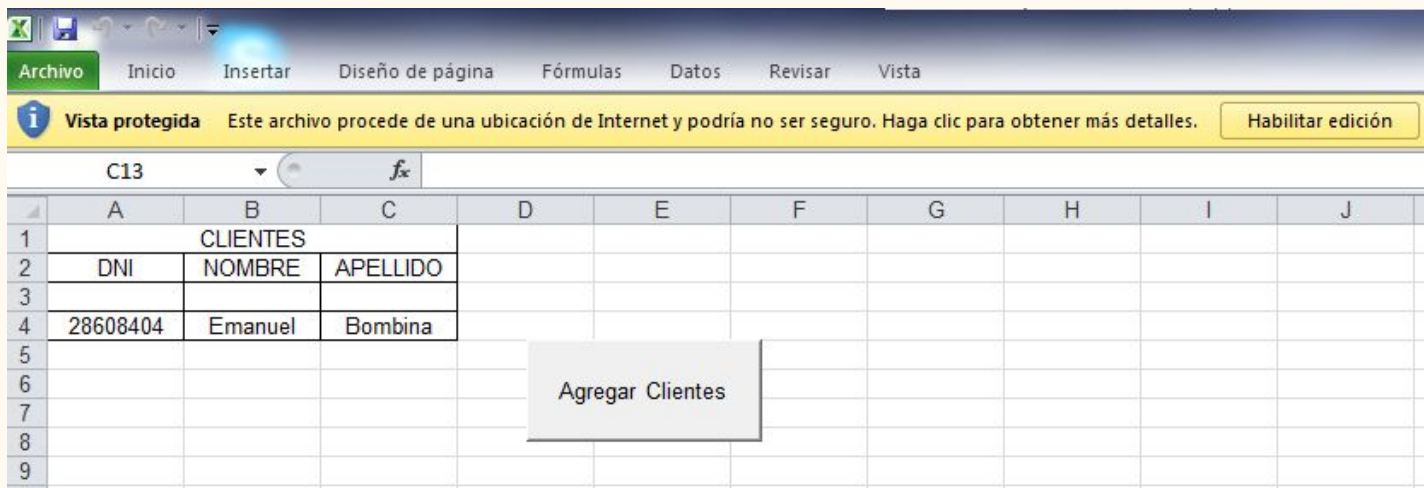 Archivo Inicio Insertar Diseño de página Fórmulas Datos Revisar Vista
Vista protegida Este archivo procede de una ubicación de Internet y podría no ser seguro. Haga clic para obtener más detalles. Habilitar edición
C13 fx
A B C D E F G H I J
1 CLIENTES
2 DNI NOMBRE APELLIDO
3
4 28608404 Emanuel Bombina
5
6 Agregar Clientes
7
8
9